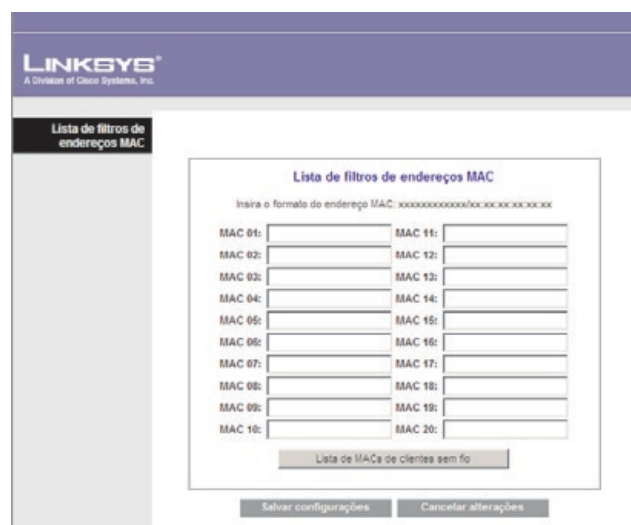 LINKSYS®
A Division of Cisco Systems, Inc.
Lista de filtros de
endereços MAC
Lista de filtros de endereços MAC
Insira o formato do endereço MAC: xxxxxxxxxxxx/xx:xx:xx:xx:xx:xx
MAC 01: MAC 11:
MAC 02: MAC 12:
MAC 03: MAC 13:
MAC 04: MAC 14:
MAC 05: MAC 15:
MAC 06: MAC 16:
MAC 07: MAC 17:
MAC 08: MAC 18:
MAC 09: MAC 19:
MAC 10: MAC 20:
Lista de MACs de clientes sem fio
Salvar configurações Cancelar alterações